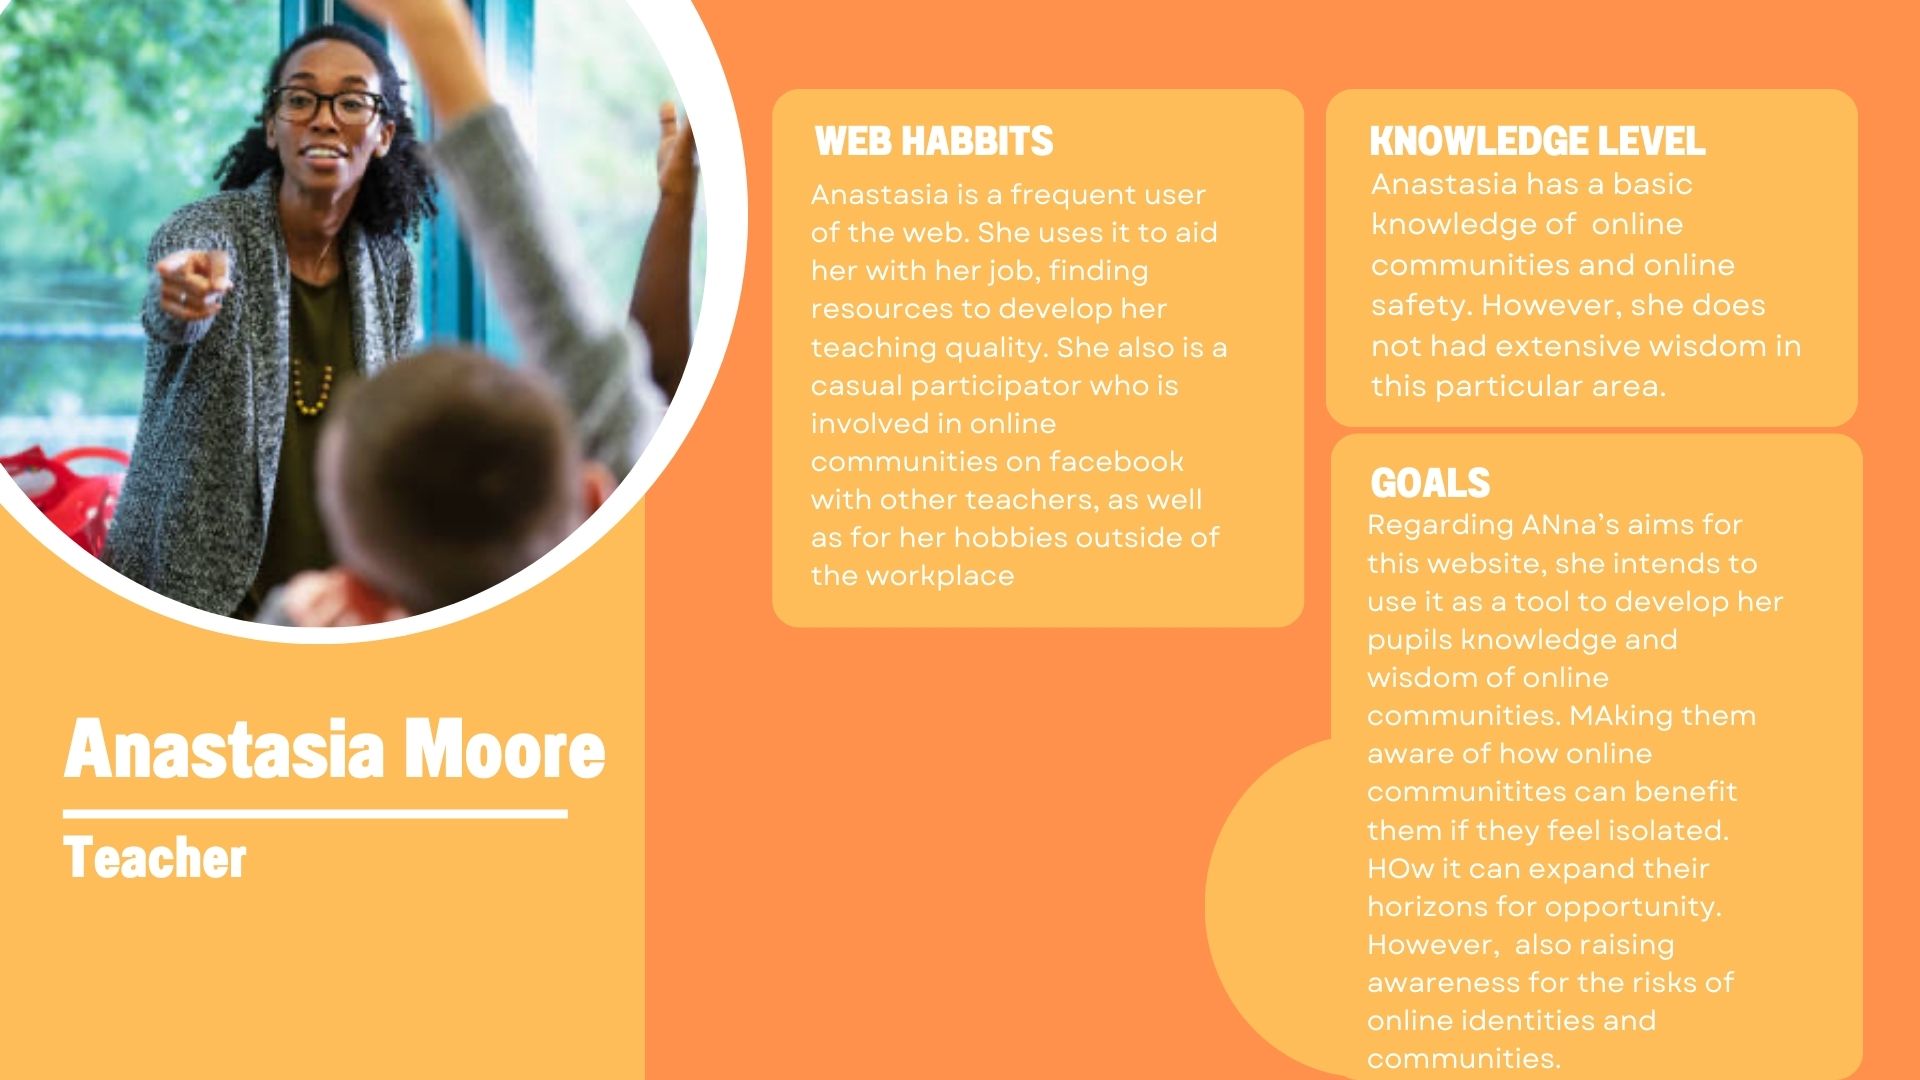 Anastasia Moore
Teacher
WEB HABBITS
Anastasia is a frequent user
of the web. She uses it to aid
her with her job, finding
resources to develop her
teaching quality. She also is a
casual participator who is
involved in online
communities on facebook
with other teachers, as well
as for her hobbies outside of
the workplace
KNOWLEDGE LEVEL
Anastasia has a basic
knowledge of  online
communities and online
safety. However, she does
not had extensive wisdom in
this particular area.
GOALS
Regarding ANna's aims for
this website, she intends to
use it as a tool to develop her
pupils knowledge and
wisdom of online
communities. MAking them
aware of how online
communitites can benefit
them if they feel isolated.
HOw it can expand their
horizons for opportunity.
However,  also raising
awareness for the risks of
online identities and
communities.